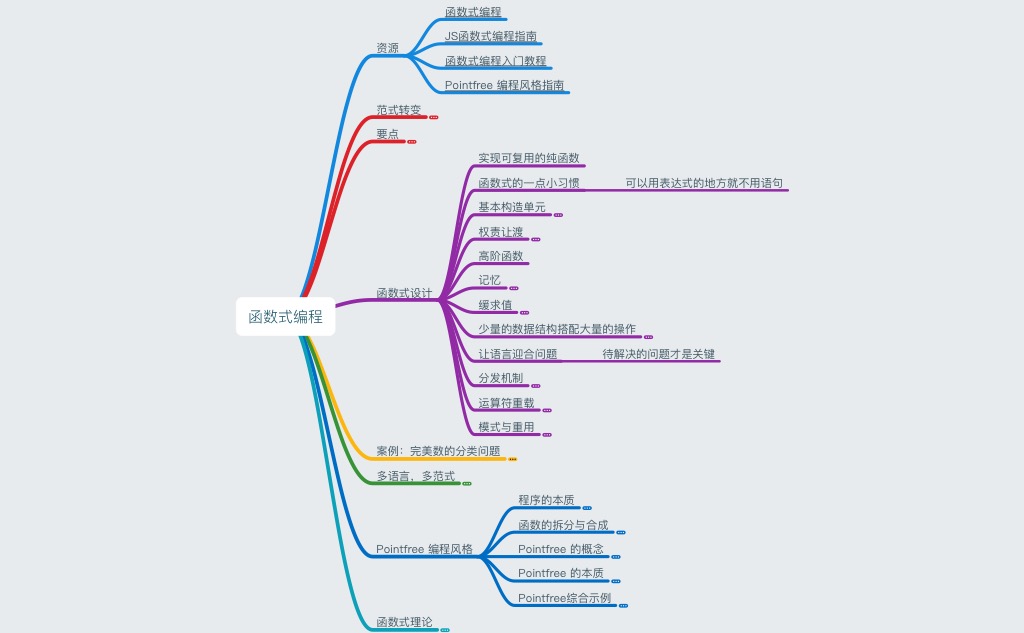 函数式编程
资源
函数式编程
JS函数式编程指南
函数式编程入门教程
Pointfree 编程风格指南
范式转变
要点
函数式设计
实现可复用的纯函数
函数式的一点小习惯
可以用表达式的地方就不用语句
基本构造单元
权责让渡
高阶函数
记忆
缓求值
少量的数据结构搭配大量的操作
让语言迎合问题
待解决的问题才是关键
分发机制
运算符重载
模式与重用
案例：完美数的分类问题
多语言，多范式
Pointfree 编程风格
程序的本质
函数的拆分与合成
Pointfree 的概念
Pointfree 的本质
Pointfree综合示例
函数式理论